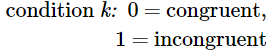 condition k: 0 = congruent,
1 = incongruent